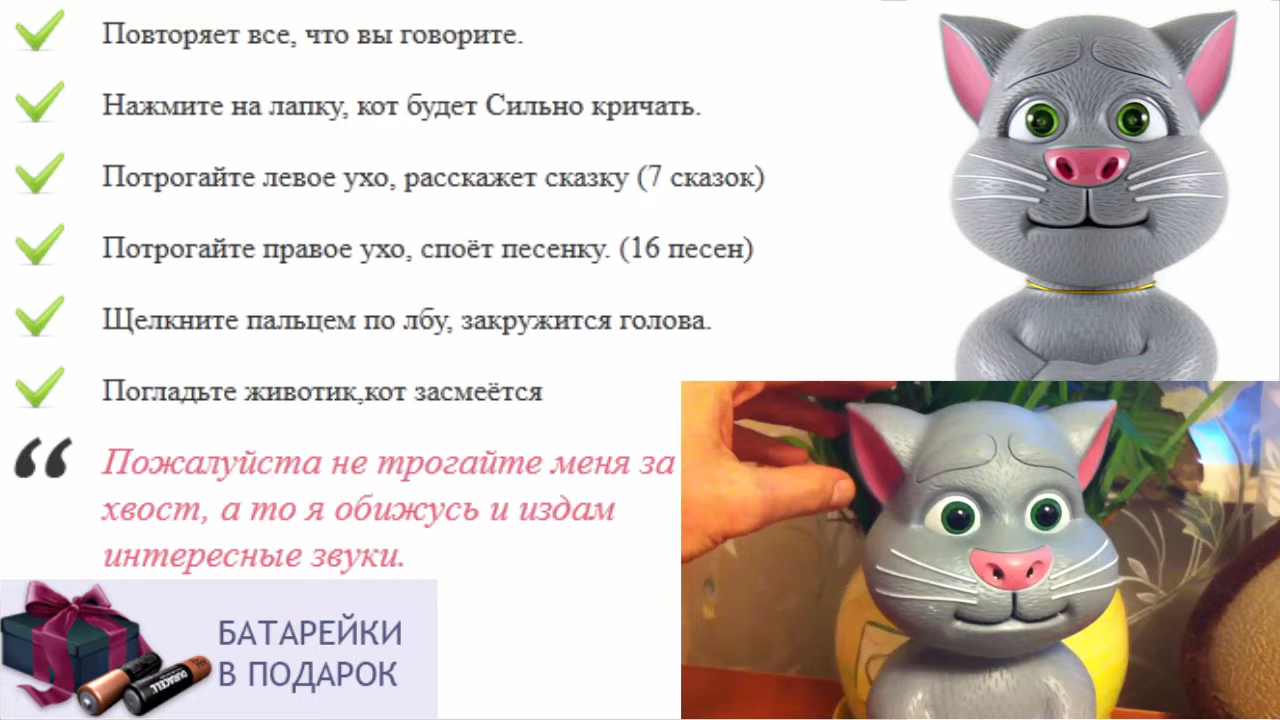 Повторяет все, что вы говорите.
Нажмите на лапку, кот будет Сильно кричать.
Потрогайте левое ухо, расскажет сказку (7 сказок)
Потрогайте правое ухо, споёт песенку. (16 песен)
Щелкните пальцем по лбу, закружится голова.
Погладьте животик,кот засмеётся
“ Пожалуйста не трогайте меня за
хвост, а то я обижусь и издам
интересные звуки.
БАТАРЕЙКИ
В ПОДАРОК
DURACELL